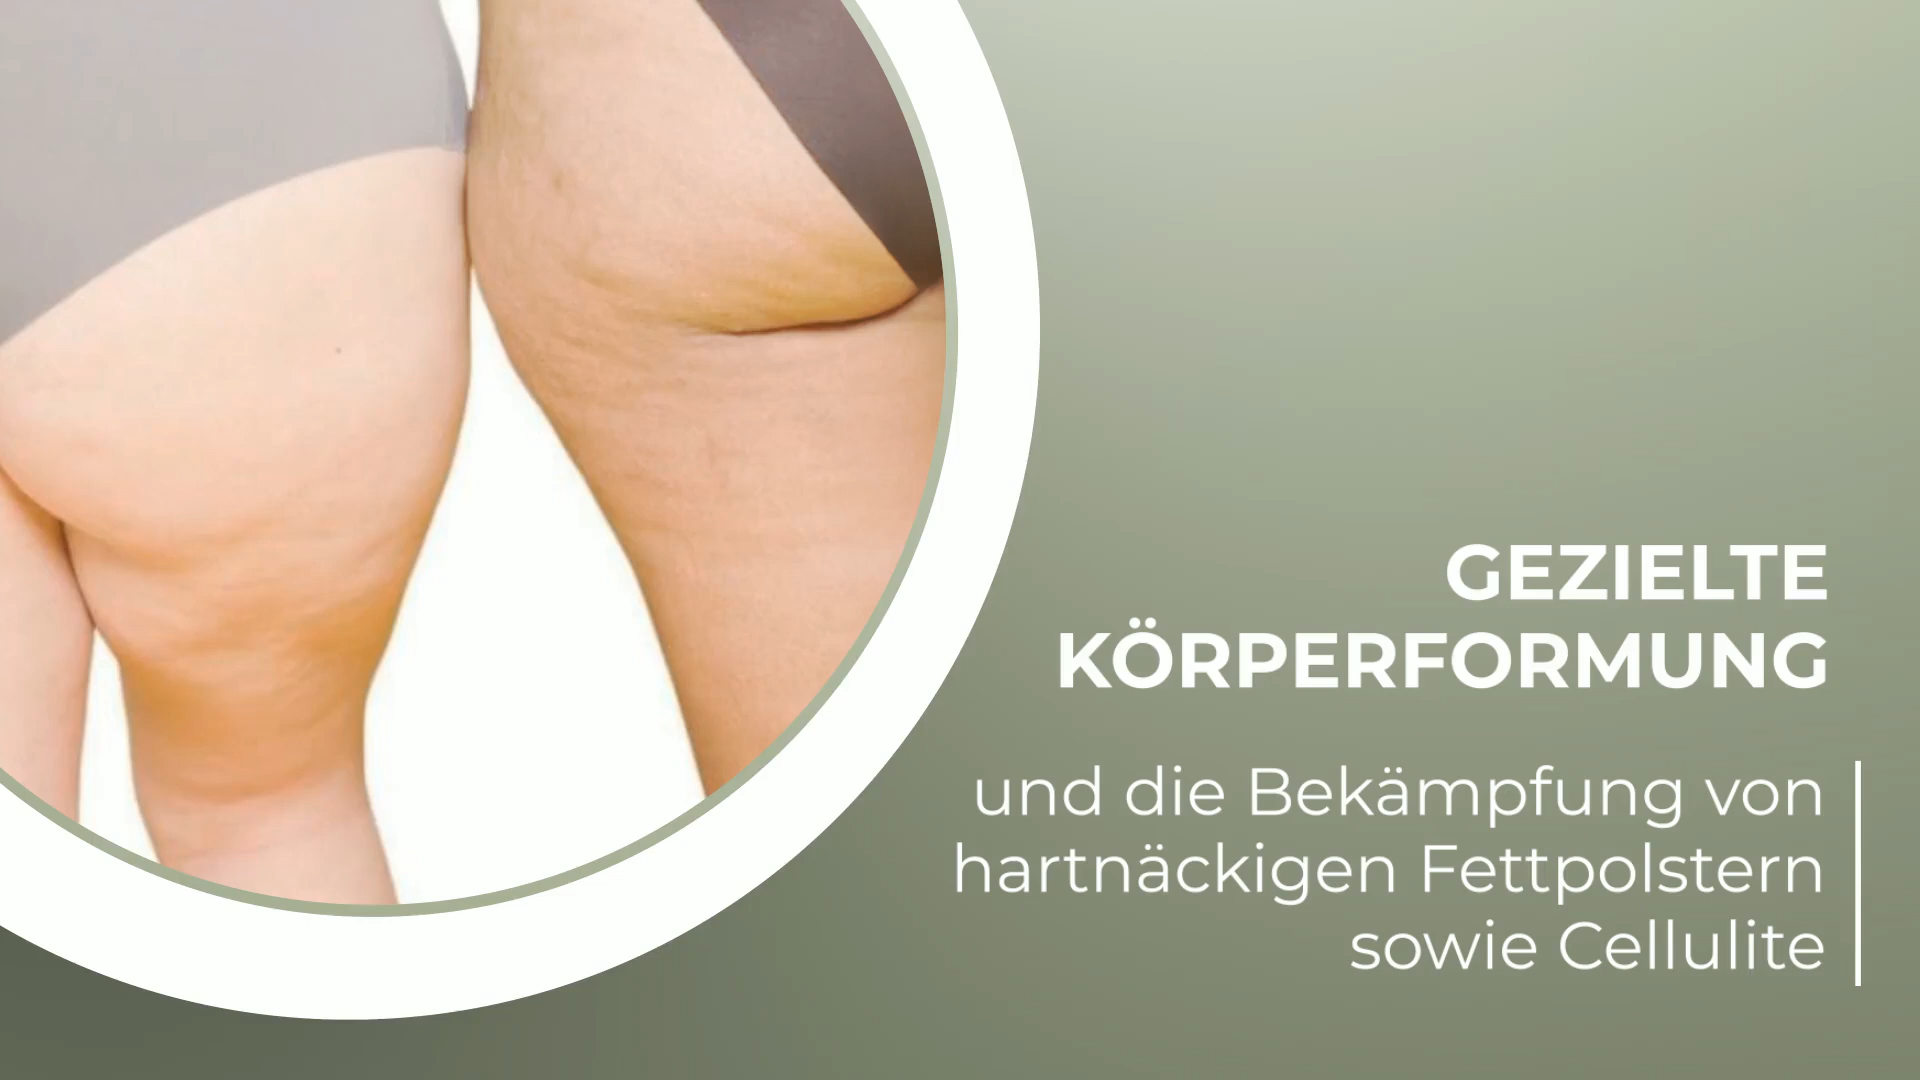 GEZIELTE
KÖRPERFORMUNG
und die Bekämpfung von
hartnäckigen Fettpolstern
sowie Cellulite